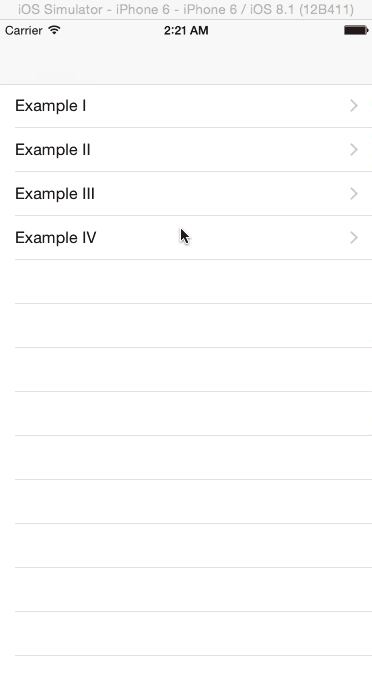 iOS Simulator - iPhone 6 - iPhone 6 / iOS 8.1 (12B411)
Carrier 2:21 AM
Example I
Example II
Example III
Example IV